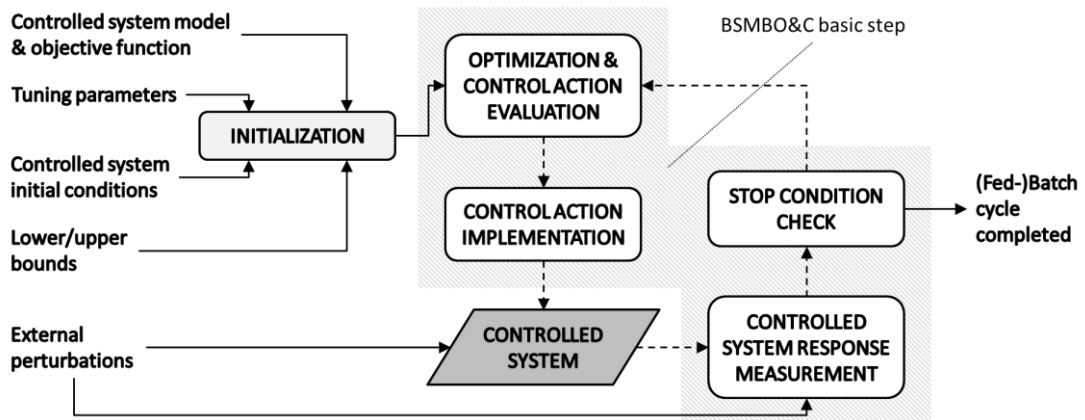 Controlled system model
& objective function
Tuning parameters
Controlled system
initial conditions
Lower/upper
bounds
External
perturbations
INITIALIZATION
OPTIMIZATION &
CONTROL ACTION
EVALUATION
CONTROL ACTION
IMPLEMENTATION
CONTROLLED
SYSTEM
BSMBO&C basic step
STOP CONDITION
CHECK
CONTROLLED
SYSTEM RESPONSE
MEASUREMENT
(Fed-)Batch
cycle
completed